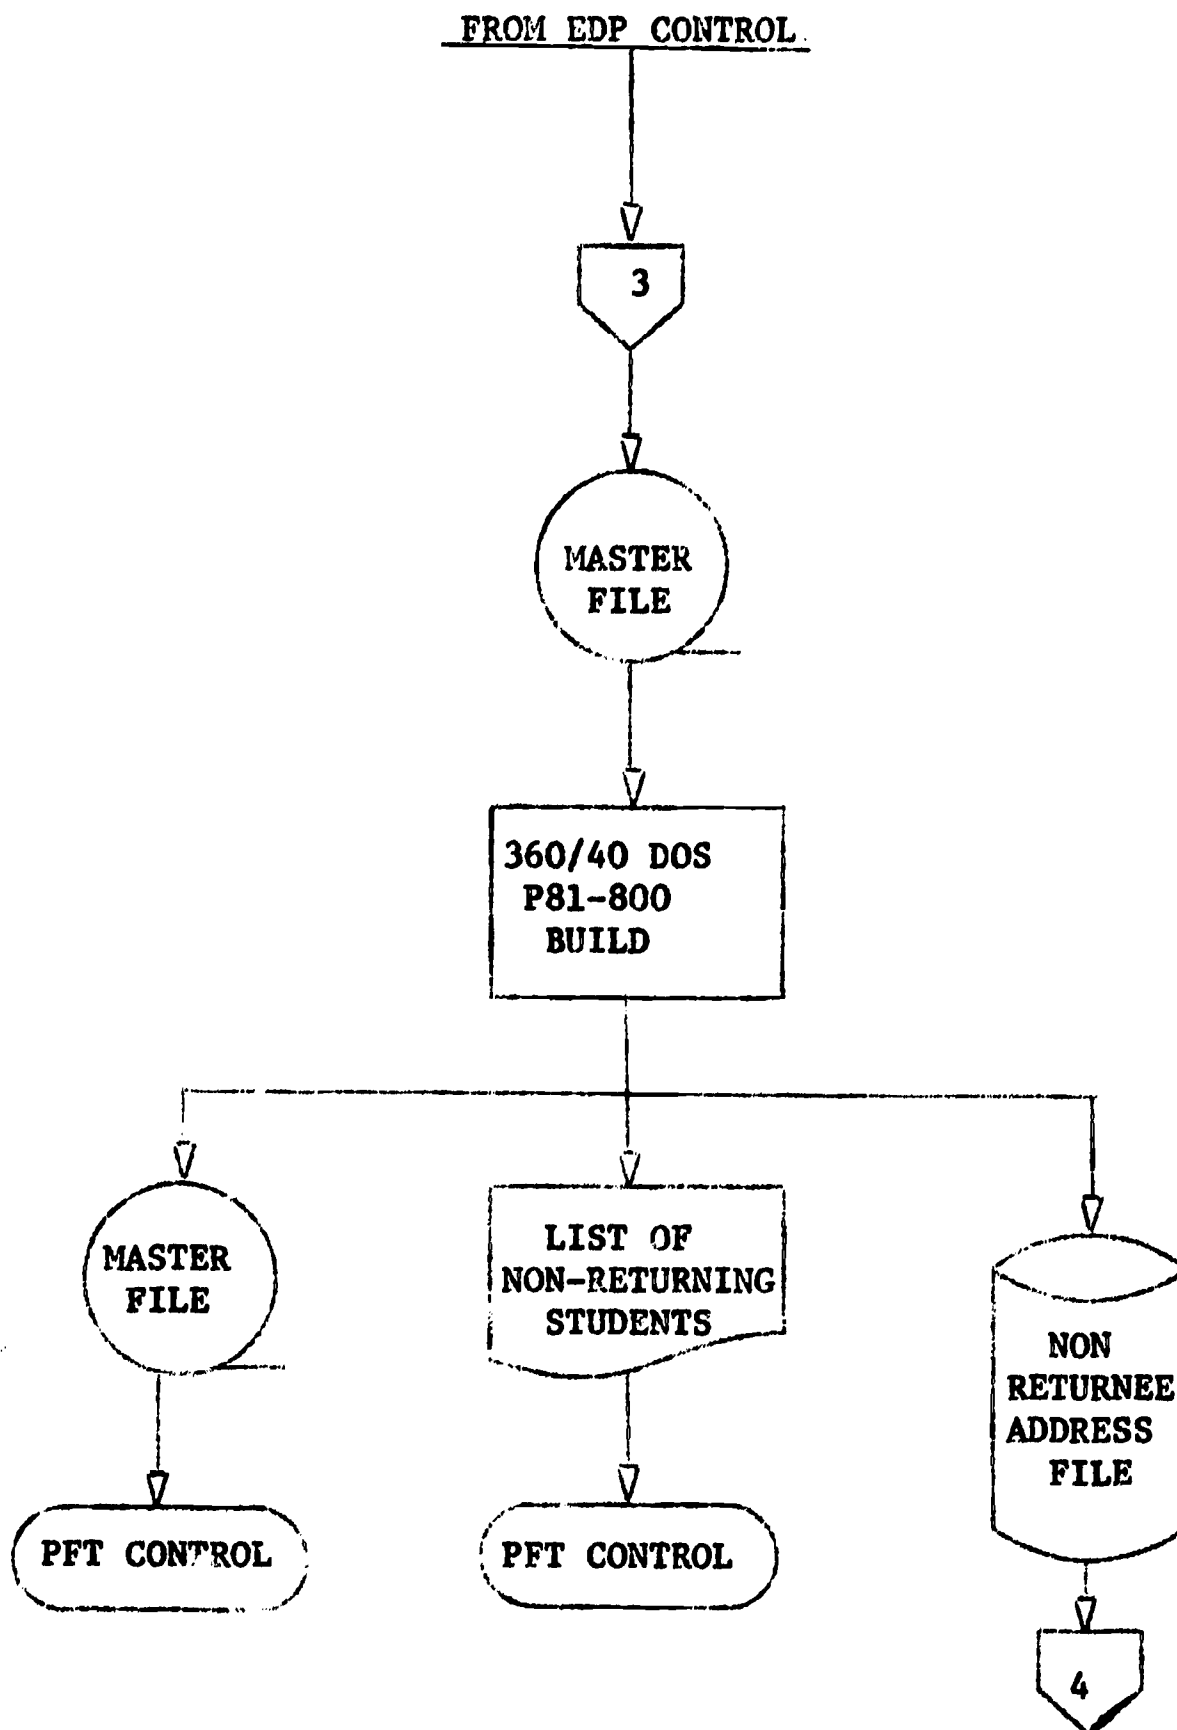 FROM EDP CONTROL
3
MASTER
FILE
360/40 DOS
P81-800
BUILD
MASTER
FILE
LIST OF
NON-RETURNING
STUDENTS
NON
RETURNEE
ADDRESS
FILE
PFT CONTROL
PFT CONTROL
4